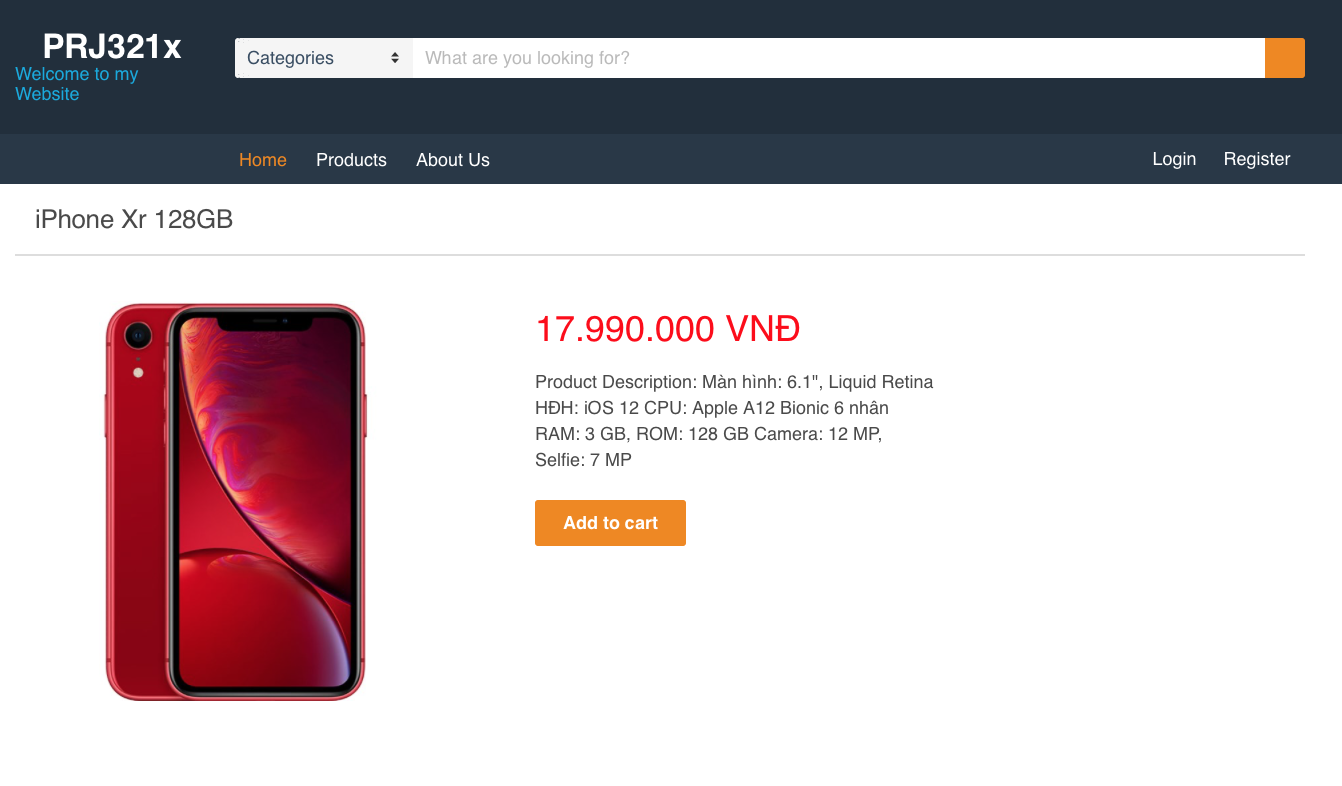 PRJ321x
Welcome to my
Website
Categories
What are you looking for?
Home Products About Us
Login Register
iPhone Xr 128GB
17.990.000 VNĐ
Product Description: Màn hình: 6.1", Liquid Retina
HĐH: iOS 12 CPU: Apple A12 Bionic 6 nhân
RAM: 3 GB, ROM: 128 GB Camera: 12 MP,
Selfie: 7 MP
Add to cart